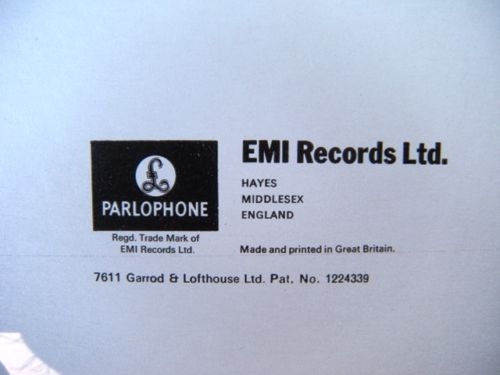 £
PARLOPHONE
Regd. Trade Mark of
EMI Records Ltd.
EMI Records Ltd.
HAYES
MIDDLESEX
ENGLAND
Made and printed in Great Britain.
7611 Garrod & Lofthouse Ltd. Pat. No. 1224339